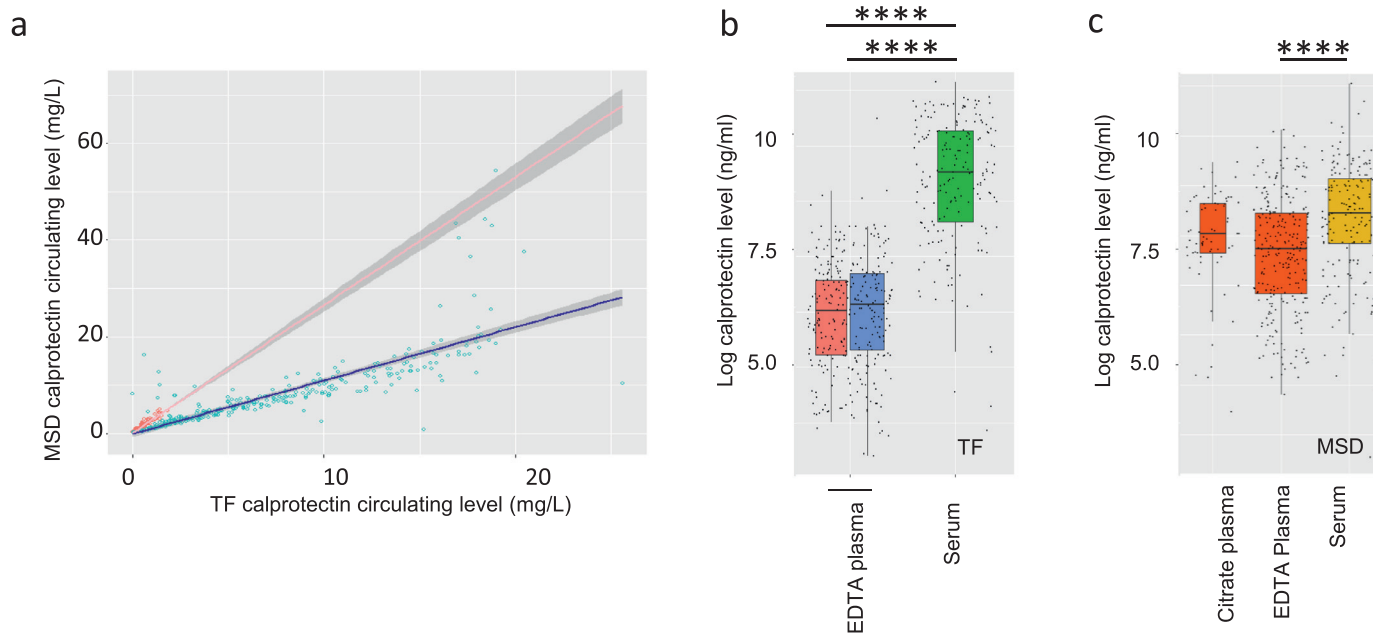 a
MSD calprotectin circulating level (mg/L)
60
40
20
0
0 10 20
TF calprotectin circulating level (mg/L)
b
****
****
Log calprotectin level (ng/ml)
10
7.5
5.0
TF
EDTA plasma
Serum
c
****
Log calprotectin level (ng/ml)
10
7.5
5.0
MSD
Citrate plasma
EDTA Plasma
Serum